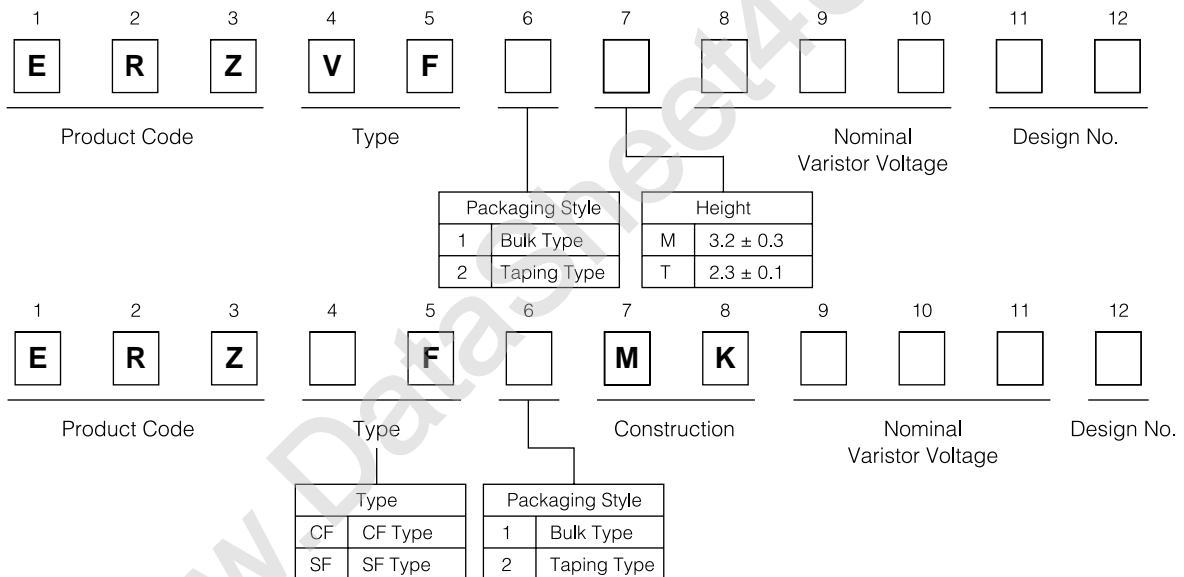 1 2 3 4 5 6 7 8 9 10 11 12
E R Z V F
Product Code Type Nominal Varistor Voltage Design No.
Packaging Style
1 Bulk Type
2 Taping Type
Height
M 3.2 ± 0.3
T 2.3 ± 0.1
1 2 3 4 5 6 7 8 9 10 11 12
E R Z F M K
Product Code Type Construction Nominal Varistor Voltage Design No.
Type
CF CF Type
SF SF Type
Packaging Style
1 Bulk Type
2 Taping Type
w.DataSheet4